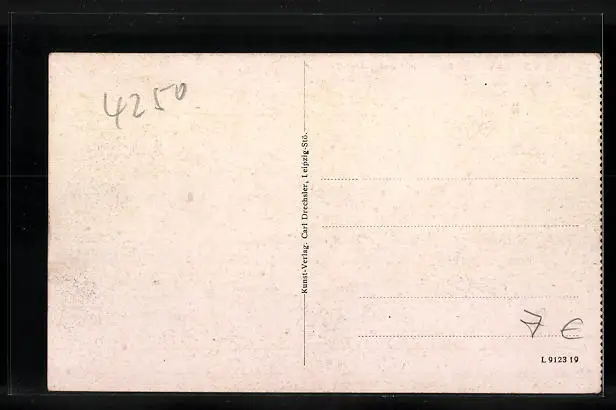 4250
Kunst-Verlag: Carl Drechsler, Leipzig-Stö.
7 €
L 9123 19